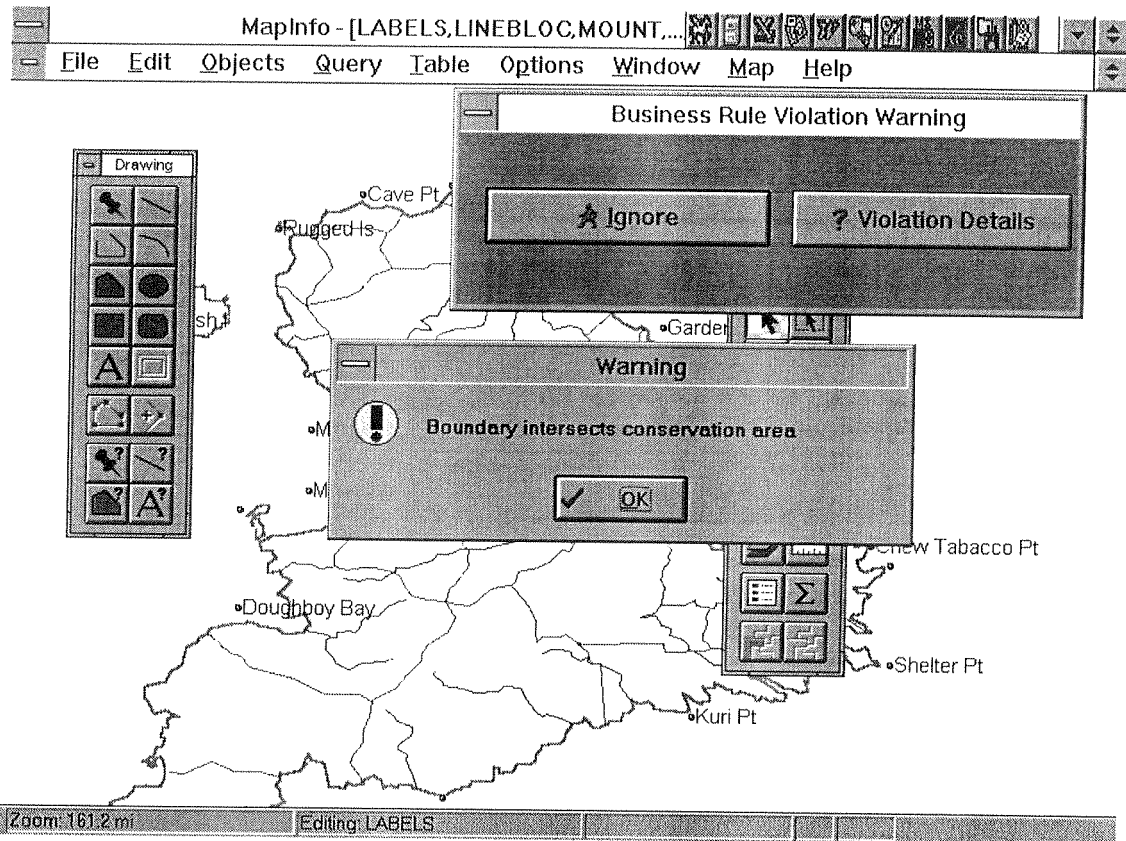 MapInfo - [LABELS,LINEBLOC,MOUNT,...
File Edit Objects Query Table Options Window Map Help
Business Rule Violation Warning
Drawing
Cave Pt
Ignore
? Violation Details
Rugged Is
sh I
Garder
Warning
M
Boundary intersects conservation area
M
OK
A
A?
Chew Tabacco Pt
Σ
Doughboy Bay
Shelter Pt
Kuri Pt
Zoom: 161.2 mi
Editing: LABELS